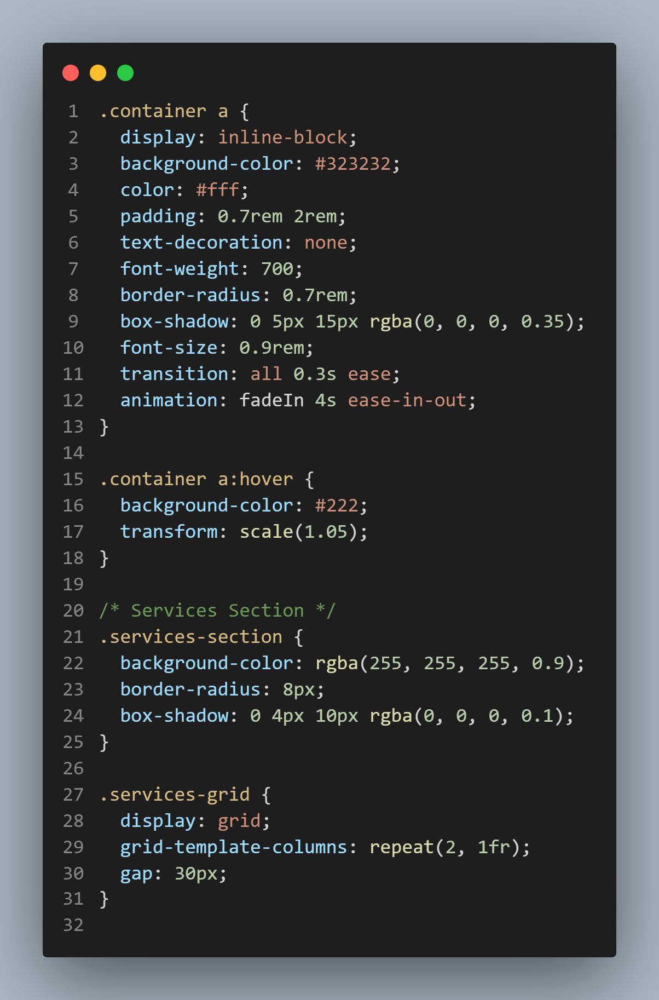 1 .container a {
2   display: inline-block;
3   background-color: #323232;
4   color: #fff;
5   padding: 0.7rem 2rem;
6   text-decoration: none;
7   font-weight: 700;
8   border-radius: 0.7rem;
9   box-shadow: 0 5px 15px rgba(0, 0, 0, 0.35);
10   font-size: 0.9rem;
11   transition: all 0.3s ease;
12   animation: fadeIn 4s ease-in-out;
13 }
14
15 .container a:hover {
16   background-color: #222;
17   transform: scale(1.05);
18 }
19
20 /* Services Section */
21 .services-section {
22   background-color: rgba(255, 255, 255, 0.9);
23   border-radius: 8px;
24   box-shadow: 0 4px 10px rgba(0, 0, 0, 0.1);
25 }
26
27 .services-grid {
28   display: grid;
29   grid-template-columns: repeat(2, 1fr);
30   gap: 30px;
31 }
32